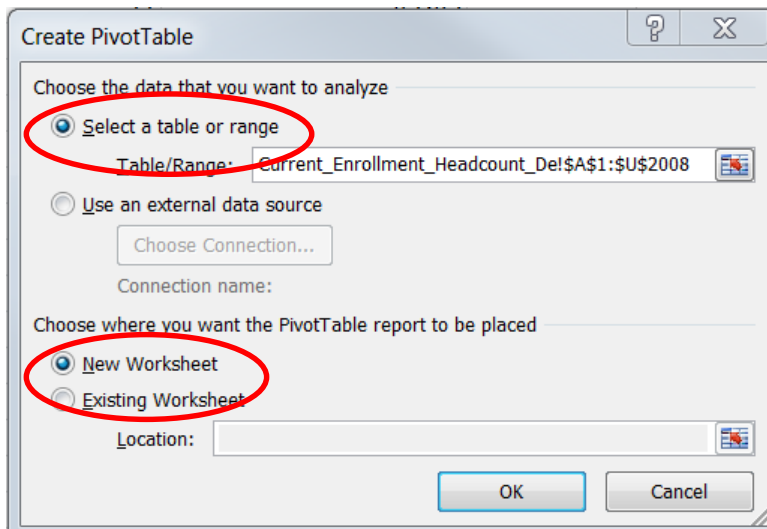 Create PivotTable
Choose the data that you want to analyze
Select a table or range
Table/Range: Current_Enrollment_Headcount_De!$A$1:$U$2008
Use an external data source
Choose Connection...
Connection name:
Choose where you want the PivotTable report to be placed
New Worksheet
Existing Worksheet
Location:
OK Cancel